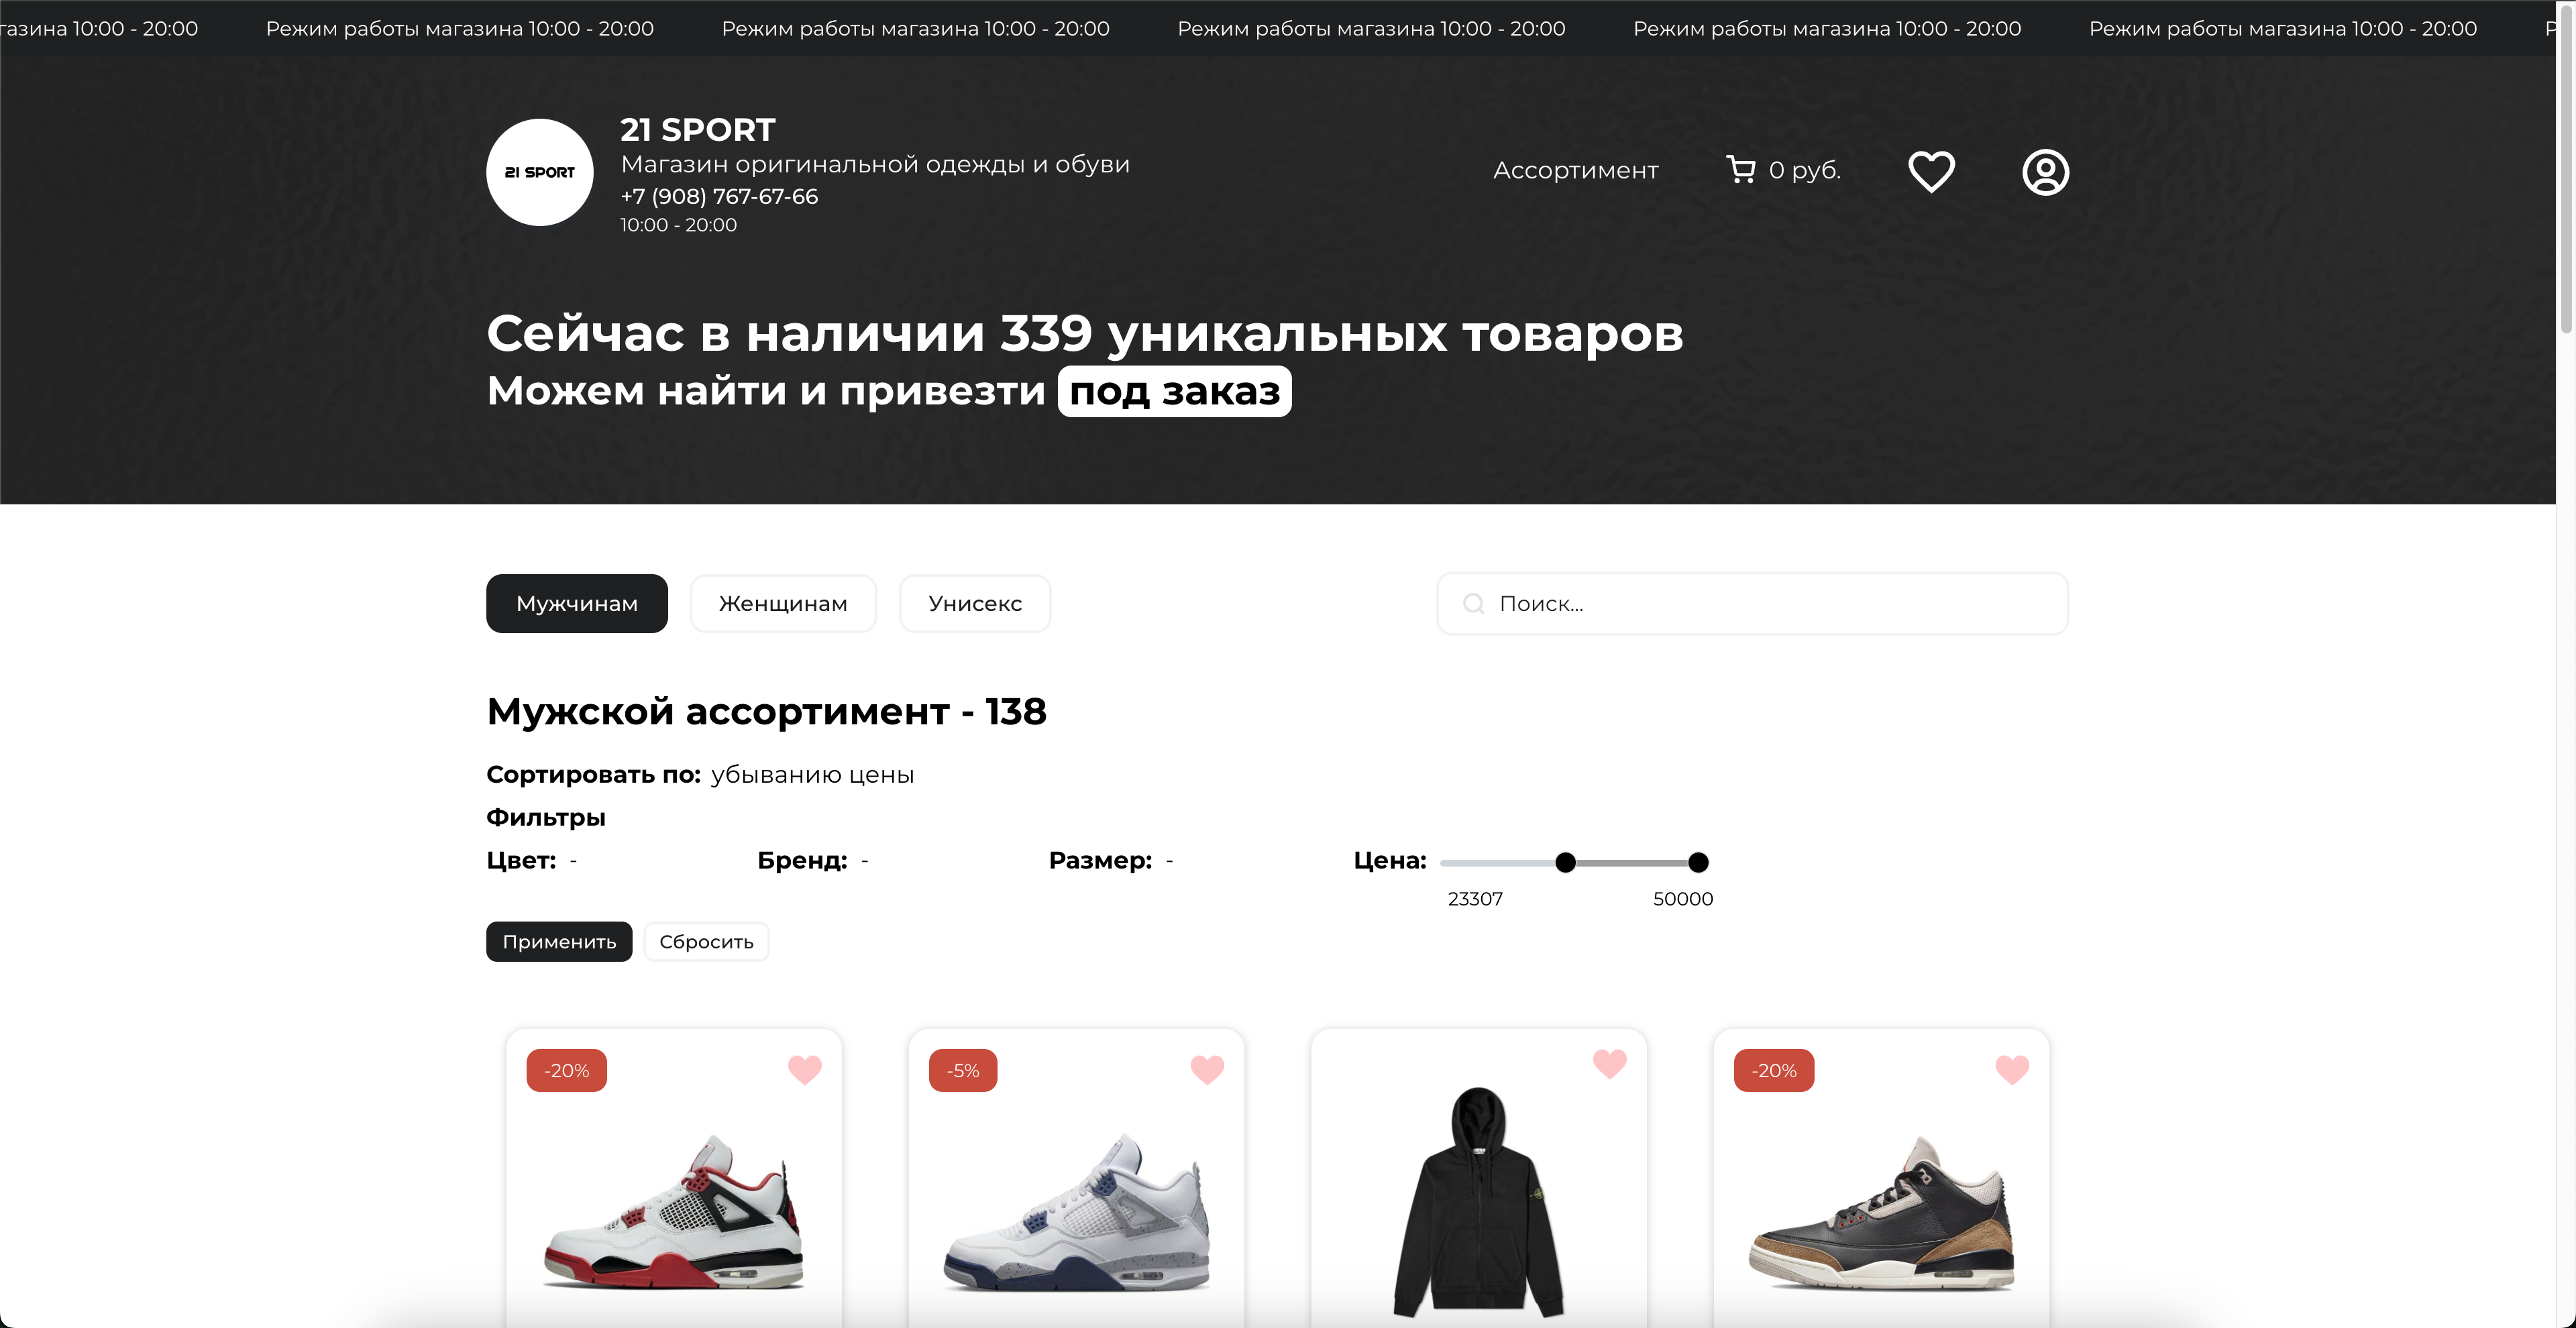 газина 10:00 - 20:00 Режим работы магазина 10:00 - 20:00 Режим работы магазина 10:00 - 20:00 Режим работы магазина 10:00 - 20:00 Режим работы магазина 10:00 - 20:00 Режим работы магазина 10:00 - 20:00 Р
21 SPORT
21 SPORT
Магазин оригинальной одежды и обуви
+7 (908) 767-67-66
10:00 - 20:00
Ассортимент 0 руб.
Сейчас в наличии 339 уникальных товаров
Можем найти и привезти под заказ
Мужчинам Женщинам Унисекс Поиск...
Мужской ассортимент - 138
Сортировать по: убыванию цены
Фильтры
Цвет: - Бренд: - Размер: - Цена:
23307 50000
Применить Сбросить
-20% -5% -20%